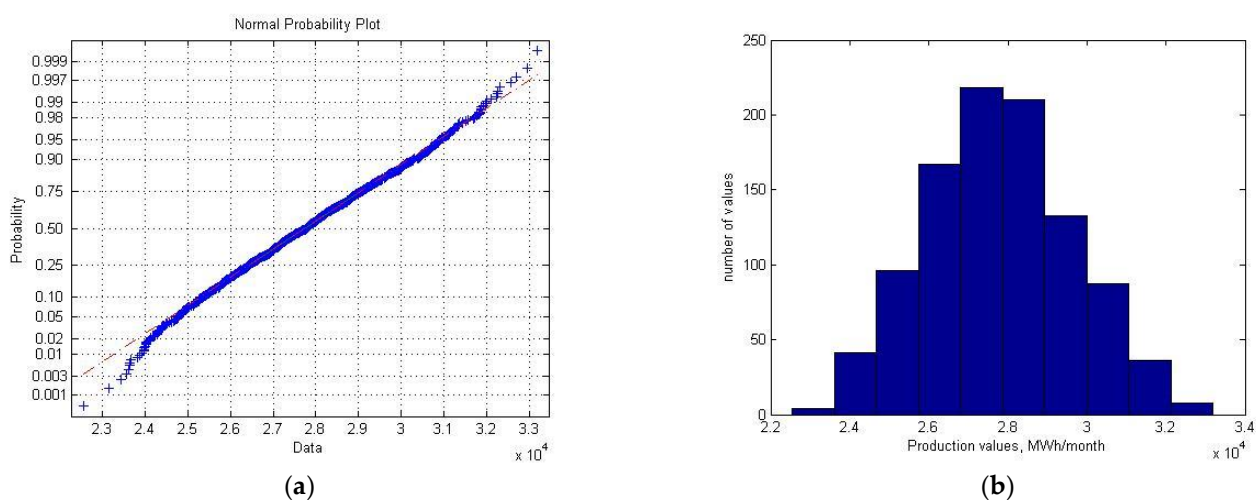 Normal Probability Plot
0.999
0.997
0.99
0.98
0.95
0.90
0.75
0.50
0.25
0.10
0.05
0.02
0.01
0.003
0.001
Probability
2.3 2.4 2.5 2.6 2.7 2.8 2.9 3 3.1 3.2 3.3
Data
x 10^4
(a)
250
200
150
100
50
0
number of values
2.2 2.4 2.6 2.8 3 3.2 3.4
Production values, MWh/month
x 10^4
(b)